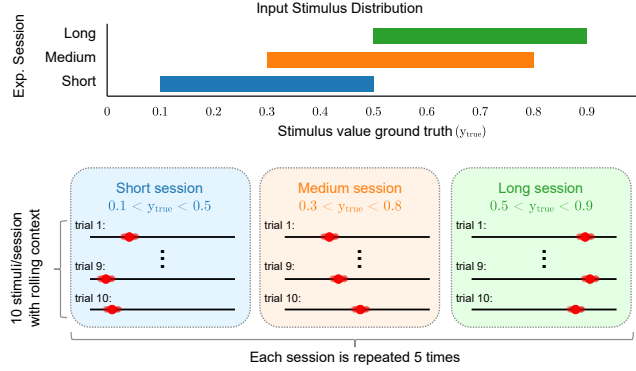 Input Stimulus Distribution
Exp. Session
Long
Medium
Short
0 0.1 0.2 0.3 0.4 0.5 0.6 0.7 0.8 0.9
Stimulus value ground truth (y_true)
10 stimuli/session
with rolling context
Short session
0.1 < y_true < 0.5
trial 1:
trial 9:
trial 10:
Medium session
0.3 < y_true < 0.8
trial 1:
trial 9:
trial 10:
Long session
0.5 < y_true < 0.9
trial 1:
trial 9:
trial 10:
Each session is repeated 5 times